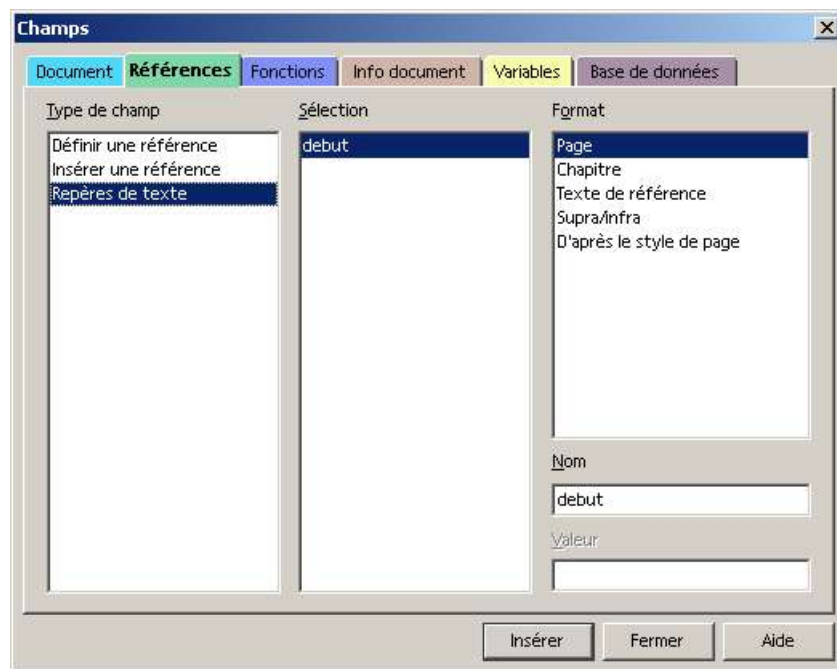 Champs
Document Références Fonctions Info document Variables Base de données
Type de champ
Définir une référence
Insérer une référence
Repères de texte
Sélection
debut
Format
Page
Chapitre
Texte de référence
Supra/infra
D'après le style de page
Nom
debut
Valeur
Insérer Fermer Aide